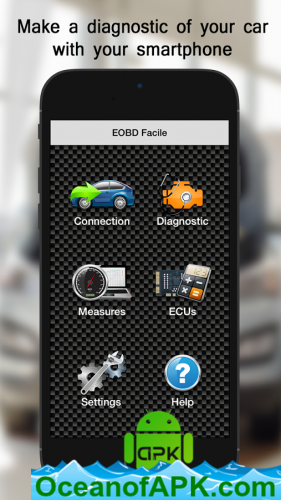 Make a diagnostic of your car
with your smartphone
EOBD Facile
Connection Diagnostic
Measures ECUs
Settings Help
?
APK
OceanofAPK.com